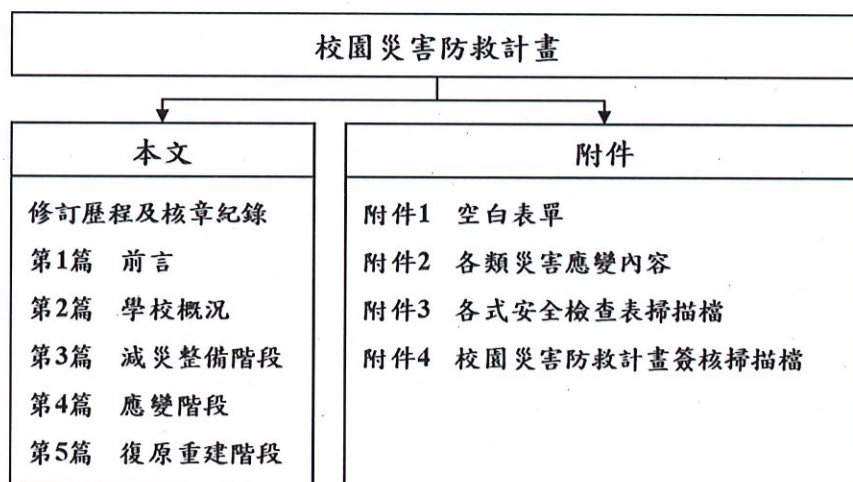 校園災害防救計畫
本文
修訂歷程及核章紀錄
第1篇 前言
第2篇 學校概況
第3篇 減災整備階段
第4篇 應變階段
第5篇 復原重建階段
附件
附件1 空白表單
附件2 各類災害應變內容
附件3 各式安全檢查表掃描檔
附件4 校園災害防救計畫簽核掃描檔